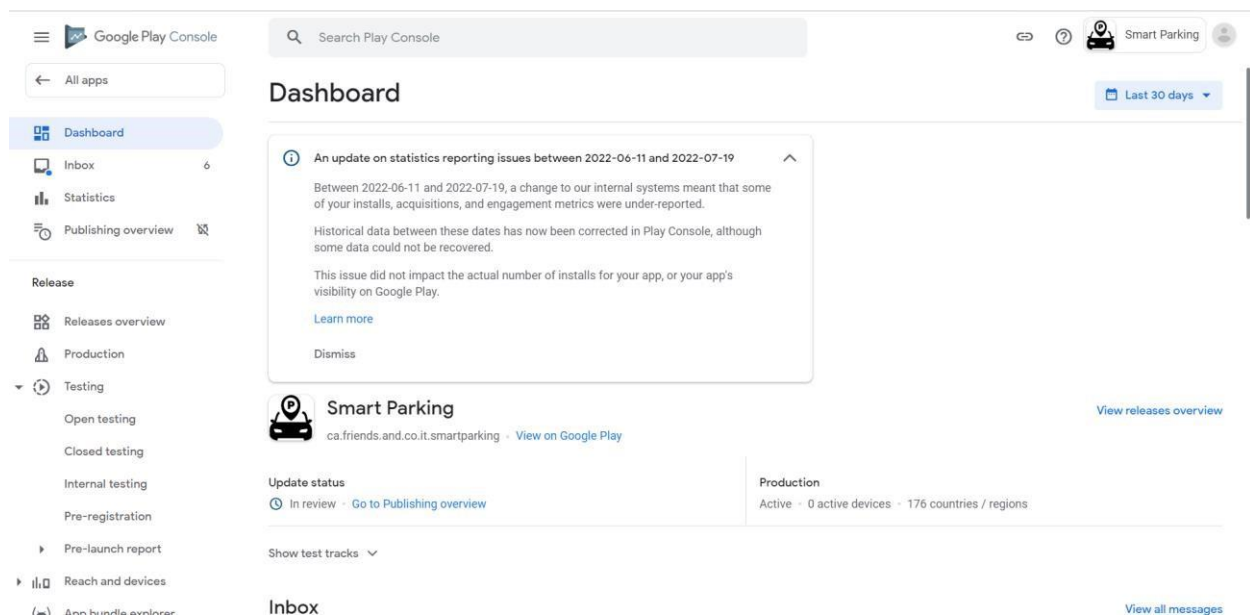 Google Play Console
Search Play Console
Smart Parking
All apps
Dashboard
Inbox 6
Statistics
Publishing overview
Release
Releases overview
Production
Testing
Open testing
Closed testing
Internal testing
Pre-registration
Pre-launch report
Reach and devices
App bundle explorer
Dashboard
Last 30 days
An update on statistics reporting issues between 2022-06-11 and 2022-07-19
Between 2022-06-11 and 2022-07-19, a change to our internal systems meant that some
of your installs, acquisitions, and engagement metrics were under-reported.
Historical data between these dates has now been corrected in Play Console, although
some data could not be recovered.
This issue did not impact the actual number of installs for your app, or your app's
visibility on Google Play.
Learn more
Dismiss
P
Smart Parking
View releases overview
ca.friends.and.co.it.smartparking · View on Google Play
Update status
In review · Go to Publishing overview
Production
Active · 0 active devices · 176 countries / regions
Show test tracks
Inbox
View all messages